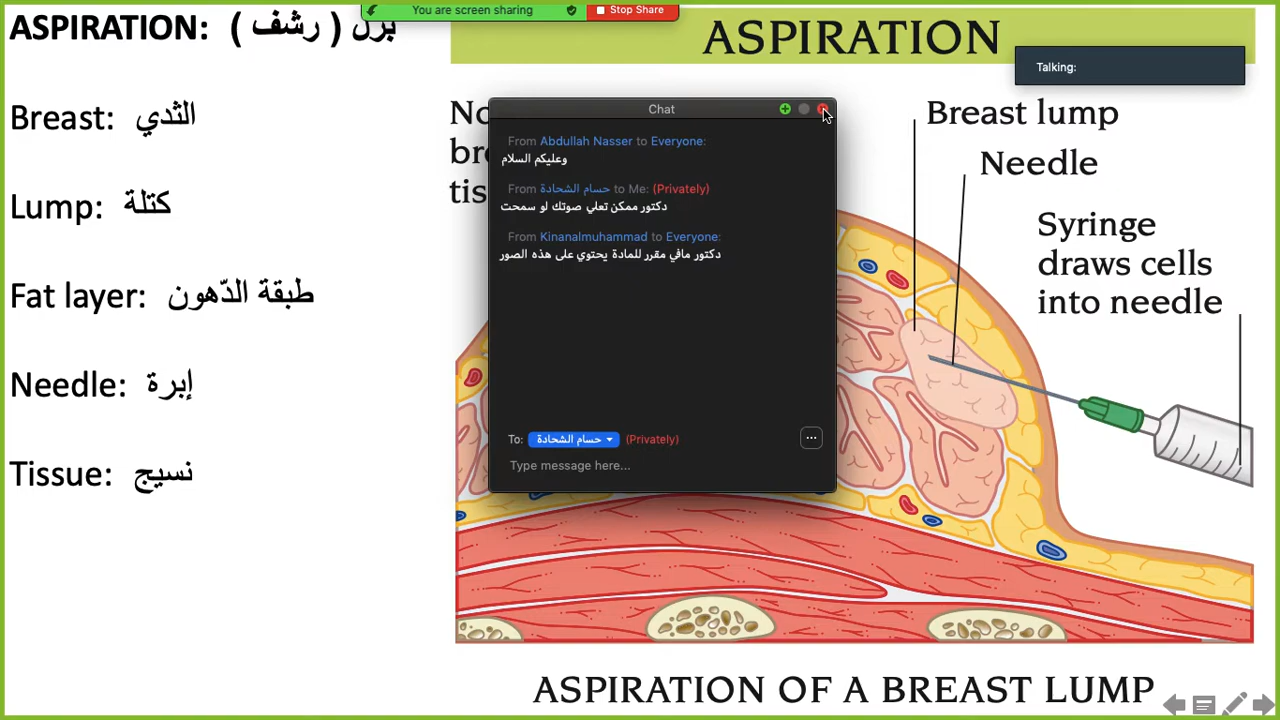 You are screen sharing
Stop Share
ASPIRATION: بزل ( رشف )
Breast: الثدي
Lump: كتلة
Fat layer: طبقة الدّهون
Needle: إبرة
Tissue: نسيج
ASPIRATION
Talking:
Breast lump
Needle
Syringe
draws cells
into needle
Chat
From Abdullah Nasser to Everyone:
وعليكم السلام
From حسام الشحادة to Me: (Privately)
دكتور ممكن تعلي صوتك لو سمحت
From Kinanalmuhammad to Everyone:
دكتور مافي مقرر للمادة يحتوي على هذه الصور
To: حسام الشحادة (Privately)
Type message here...
ASPIRATION OF A BREAST LUMP